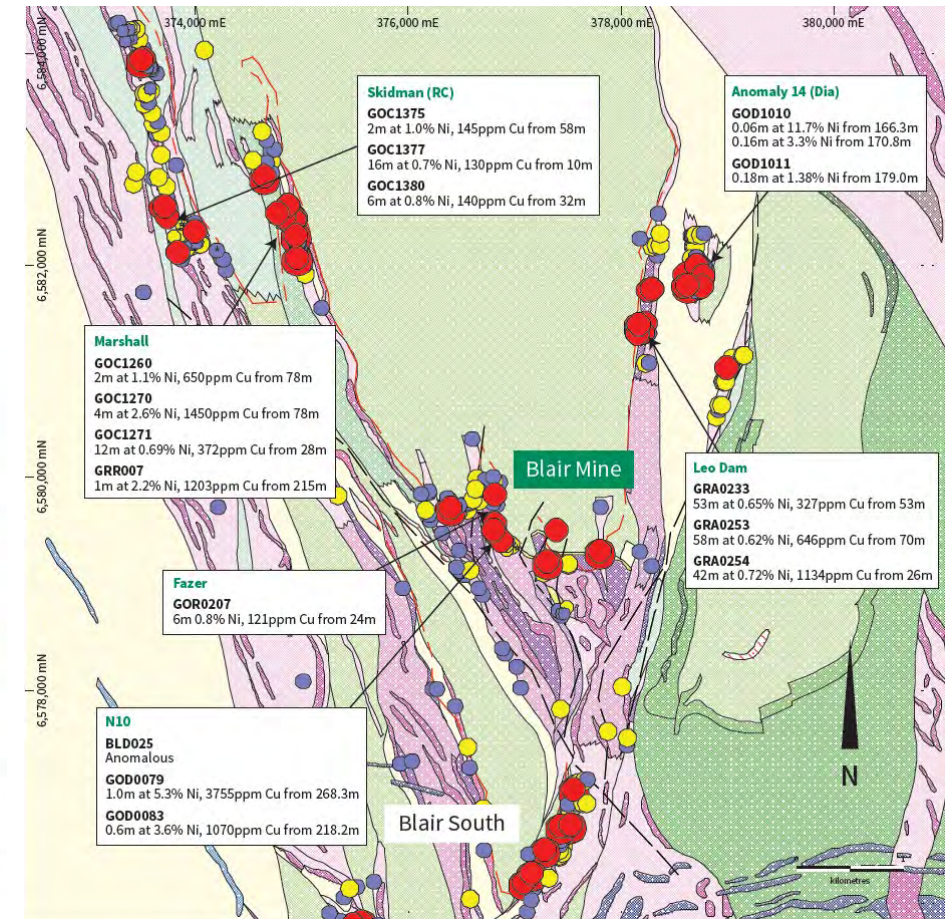 374,000 mE
376,000 mE
378,000 mE
380,000 mE
6,584,000 mN
6,582,000 mN
6,580,000 mN
6,578,000 mN
Skidman (RC)
GOC1375
2m at 1.0% Ni, 145ppm Cu from 58m
GOC1377
16m at 0.7% Ni, 130ppm Cu from 10m
GOC1380
6m at 0.8% Ni, 140ppm Cu from 32m
Anomaly 14 (Dia)
GOD1010
0.06m at 11.7% Ni from 166.3m
0.16m at 3.3% Ni from 170.8m
GOD1011
0.18m at 1.38% Ni from 179.0m
Marshall
GOC1260
2m at 1.1% Ni, 650ppm Cu from 78m
GOC1270
4m at 2.6% Ni, 1450ppm Cu from 78m
GOC1271
12m at 0.69% Ni, 372ppm Cu from 28m
GRR007
1m at 2.2% Ni, 1203ppm Cu from 215m
Blair Mine
Leo Dam
GRA0233
53m at 0.65% Ni, 327ppm Cu from 53m
GRA0253
58m at 0.62% Ni, 646ppm Cu from 70m
GRA0254
42m at 0.72% Ni, 1134ppm Cu from 26m
Fazer
GOR0207
6m 0.8% Ni, 121ppm Cu from 24m
N10
BLD025
Anomalous
GOD0079
1.0m at 5.3% Ni, 3755ppm Cu from 268.3m
GOD0083
0.6m at 3.6% Ni, 1070ppm Cu from 218.2m
Blair South
N
kilometres